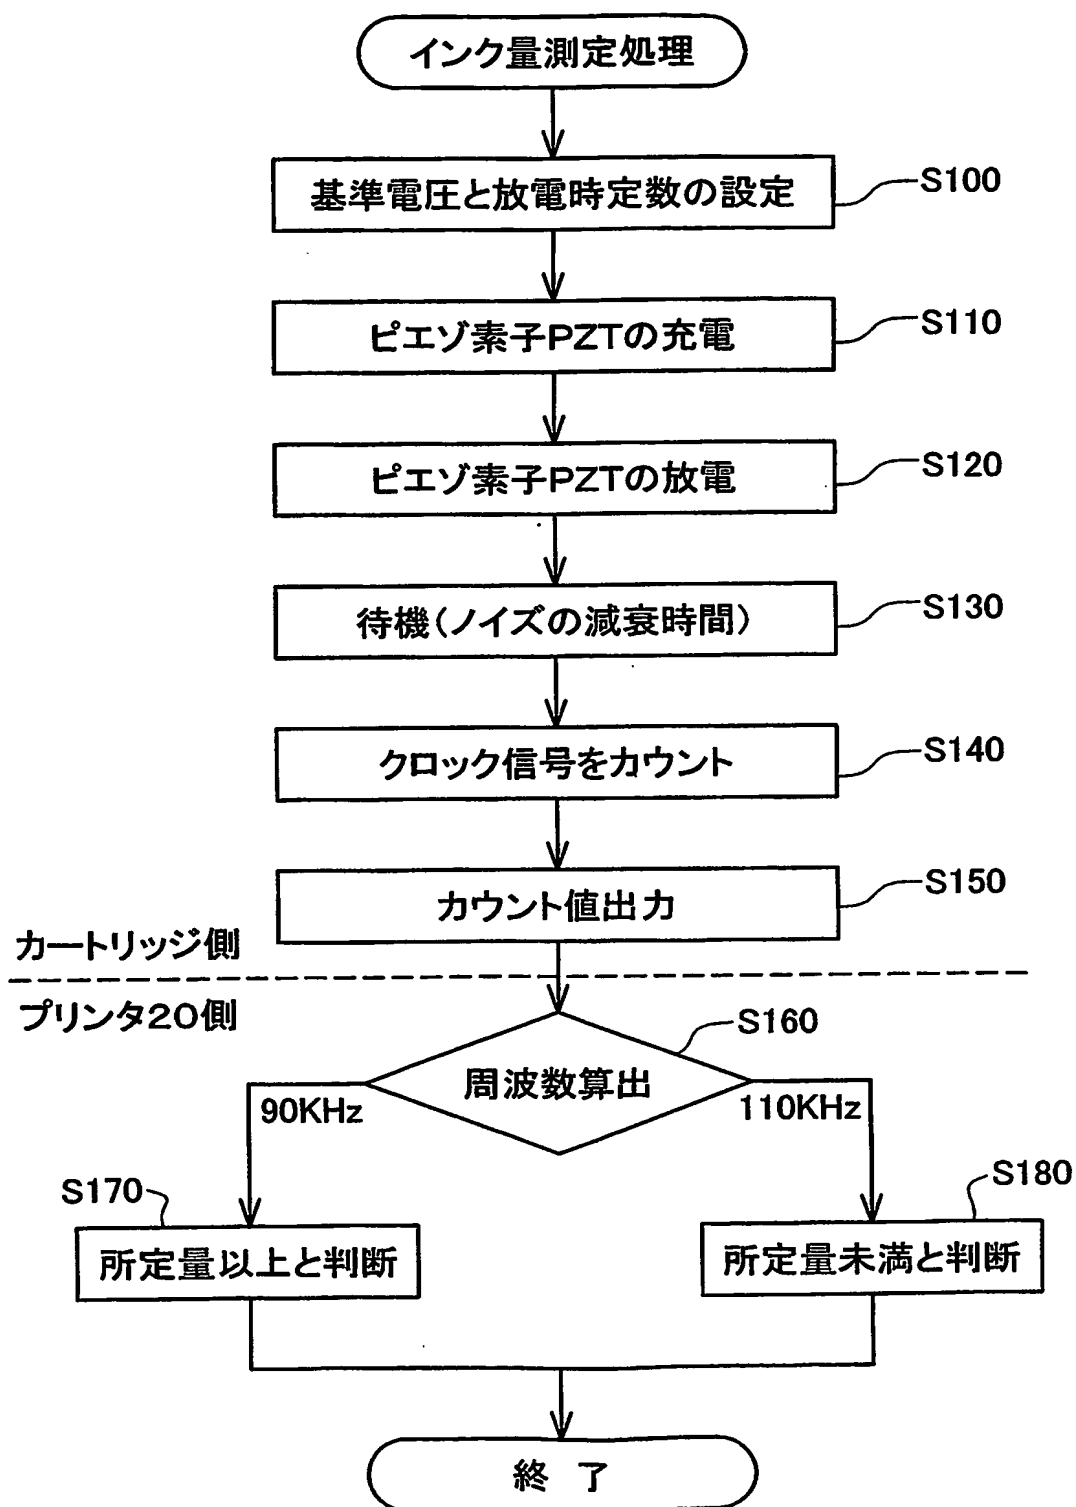 インク量測定処理
基準電圧と放電時定数の設定
S100
ピエゾ素子PZTの充電
S110
ピエゾ素子PZTの放電
S120
待機(ノイズの減衰時間)
S130
クロック信号をカウント
S140
カウント値出力
S150
カートリッジ側
プリンタ20側
S160
周波数算出
90KHz
110KHz
S170
S180
所定量以上と判断
所定量未満と判断
終 了